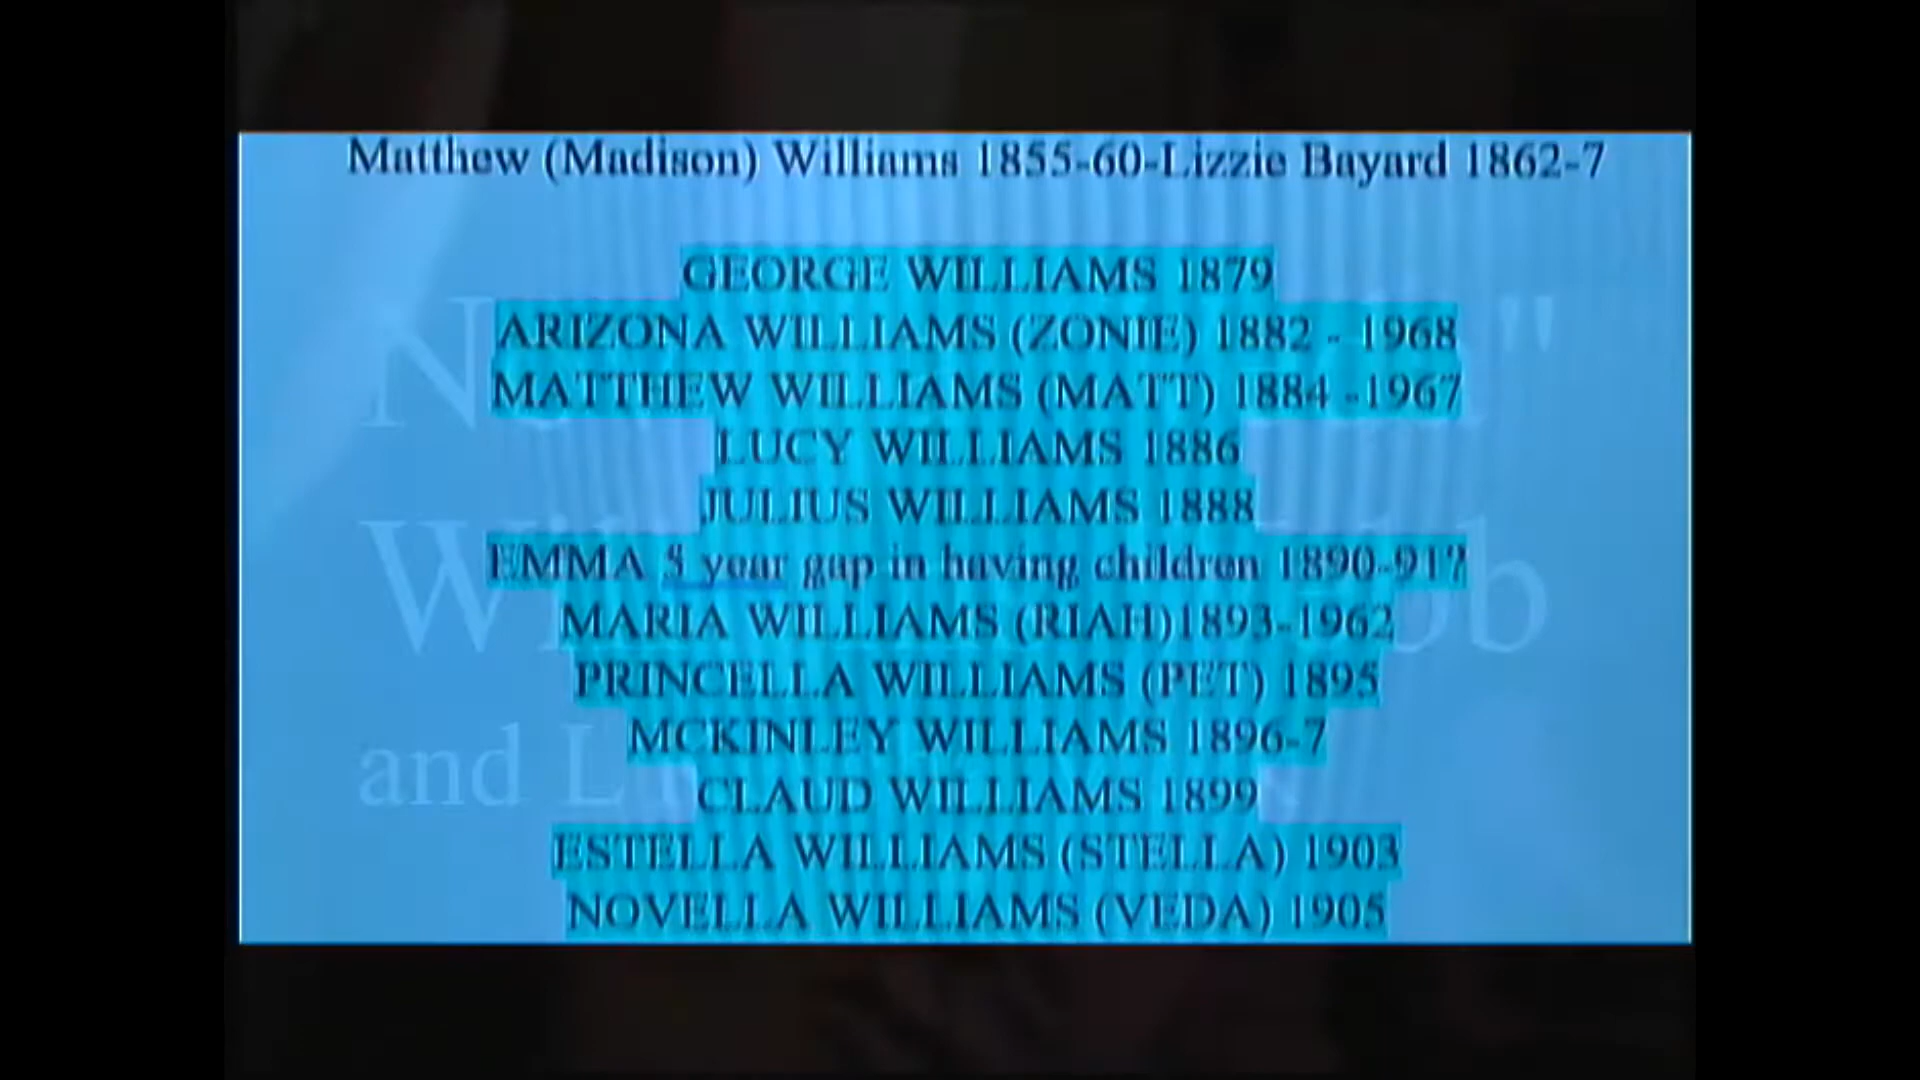 Matthew (Madison) Williams 1855-60-Lizzie Bayard 1862-7
GEORGE WILLIAMS 1879
ARIZONA WILLIAMS (ZONIE) 1882 - 1968
MATTHEW WILLIAMS (MATT) 1884 -1967
LUCY WILLIAMS 1886
JULIUS WILLIAMS 1888
EMMA 5 year gap in having children 1890-91?
MARIA WILLIAMS (RIAH)1893-1962
PRINCELLA WILLIAMS (PET) 1895
MCKINLEY WILLIAMS 1896-7
CLAUD WILLIAMS 1899
ESTELLA WILLIAMS (STELLA) 1903
NOVELLA WILLIAMS (VEDA) 1905
and